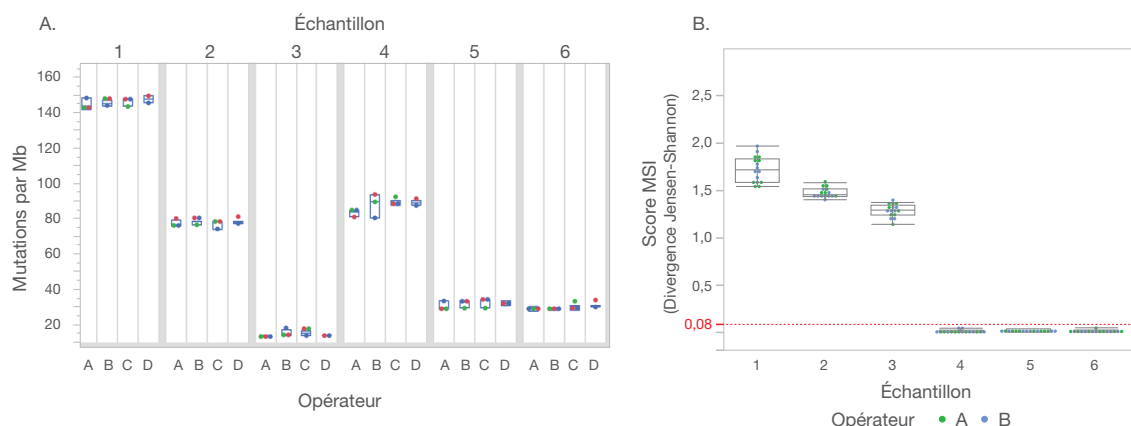 A.
Échantillon
1 2 3 4 5 6
160
140
120
100
80
60
40
20
Mutations par Mb
A B C D A B C D A B C D A B C D A B C D A B C D
Opérateur
B.
2,5
2,0
1,5
1,0
0,5
0,08
Score MSI
(Divergence Jensen-Shannon)
1 2 3 4 5 6
Échantillon
Opérateur A B